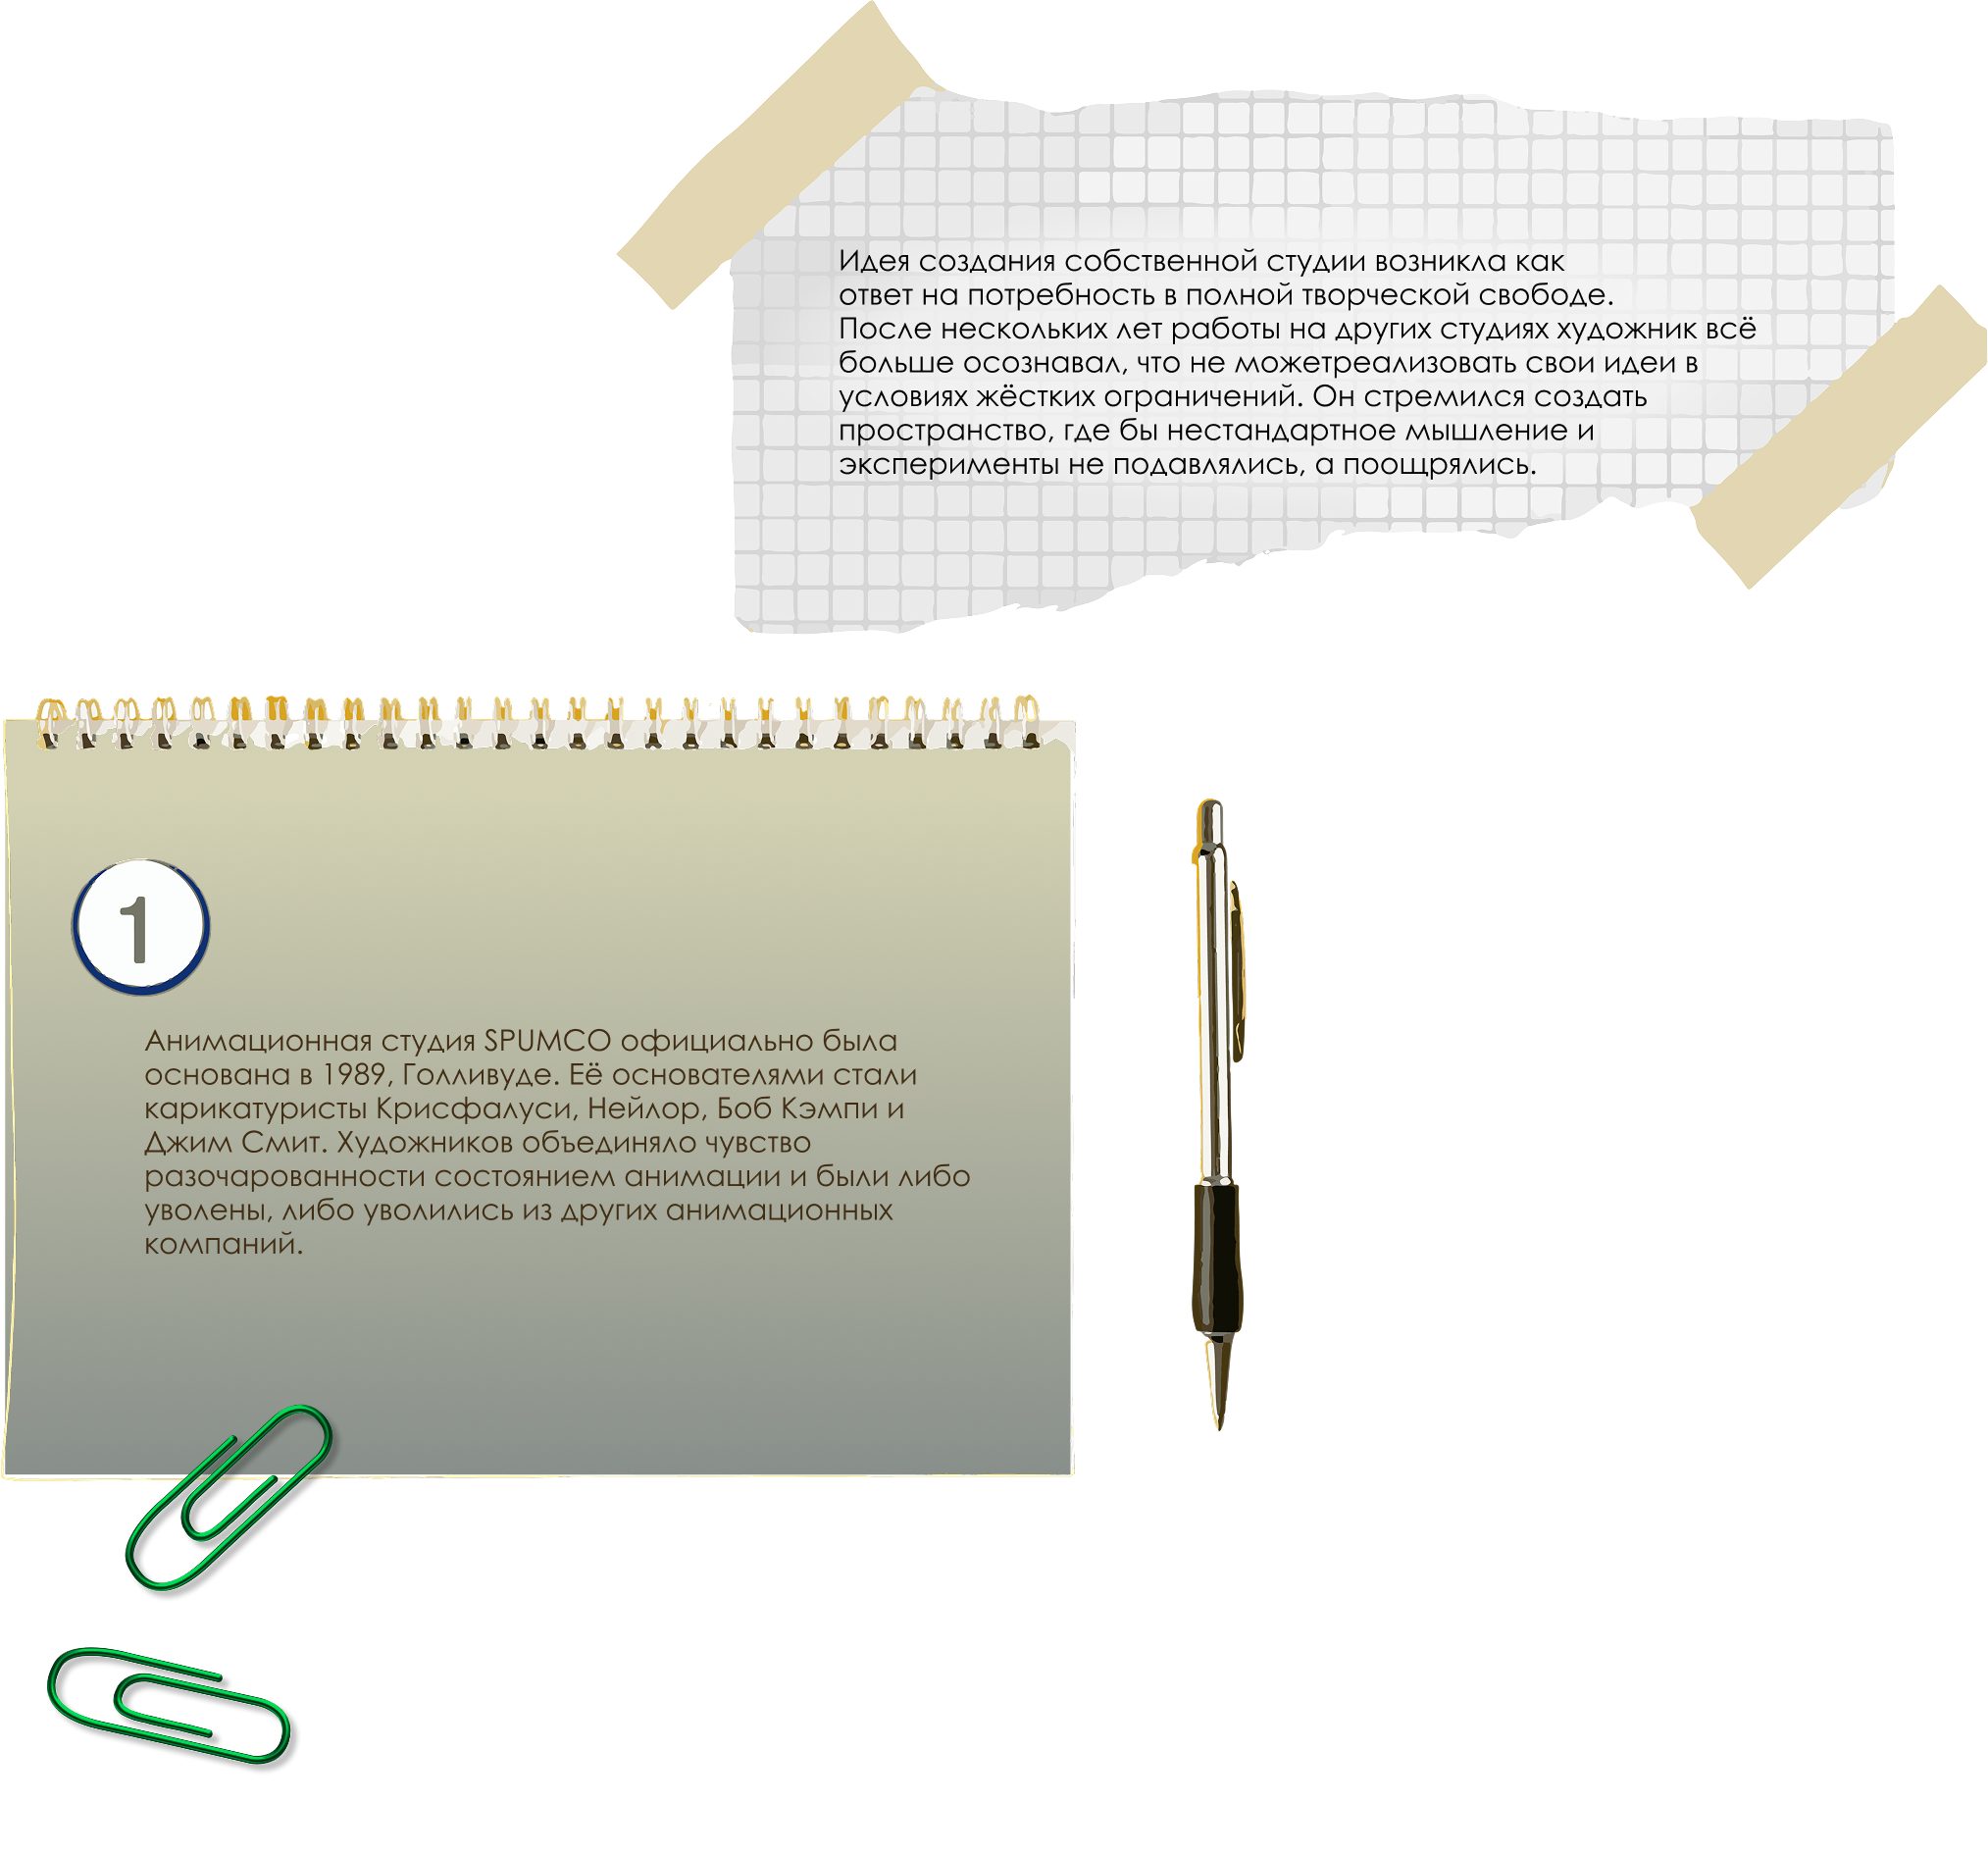 Идея создания собственной студии возникла как
ответ на потребность в полной творческой свободе.
После нескольких лет работы на других студиях художник всё
больше осознавал, что не можетреализовать свои идеи в
условиях жёстких ограничений. Он стремился создать
пространство, где бы нестандартное мышление и
эксперименты не подавлялись, а поощрялись.
1
Анимационная студия SPUMCO официально была
основана в 1989, Голливуде. Её основателями стали
карикатуристы Крисфалуси, Нейлор, Боб Кэмпи и
Джим Смит. Художников объединяло чувство
разочарованности состоянием анимации и были либо
уволены, либо уволились из других анимационных
компаний.